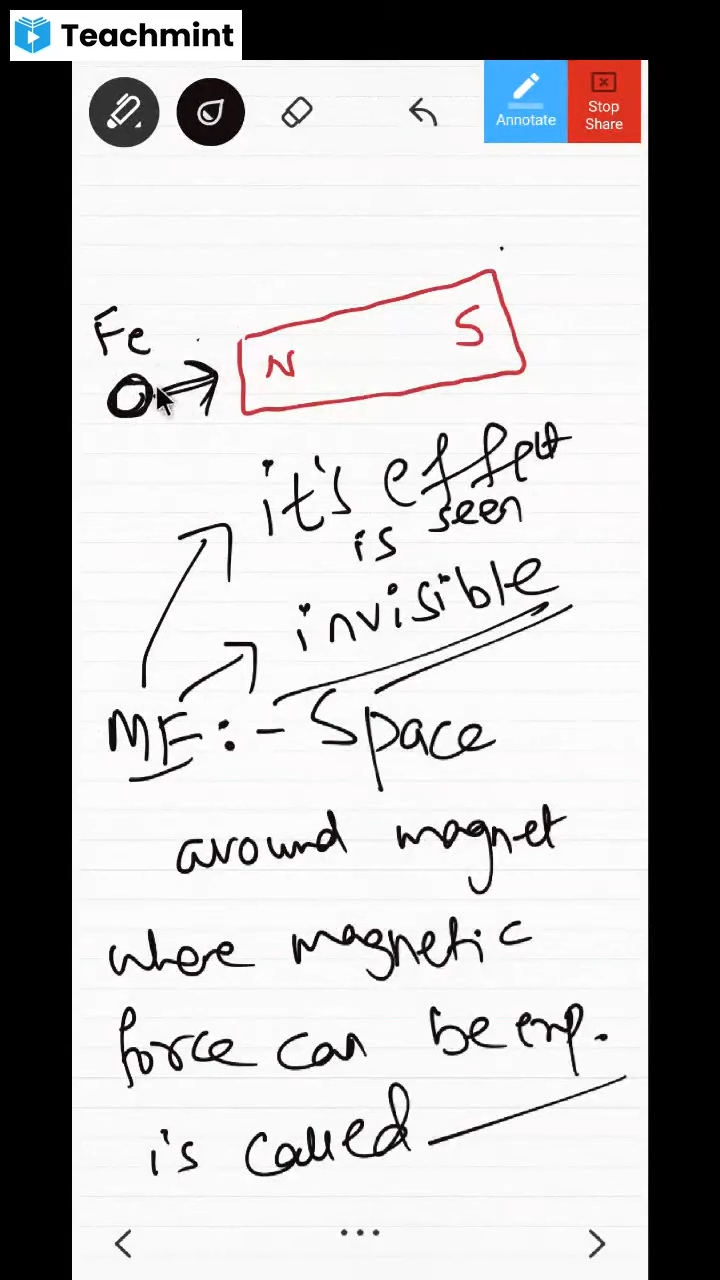 Teachmint
Annotate
Stop
Share
Fe
N
S
it's effect
is seen
invisible
MF:- Space
around magnet
where magnetic
force can be exp.
is called